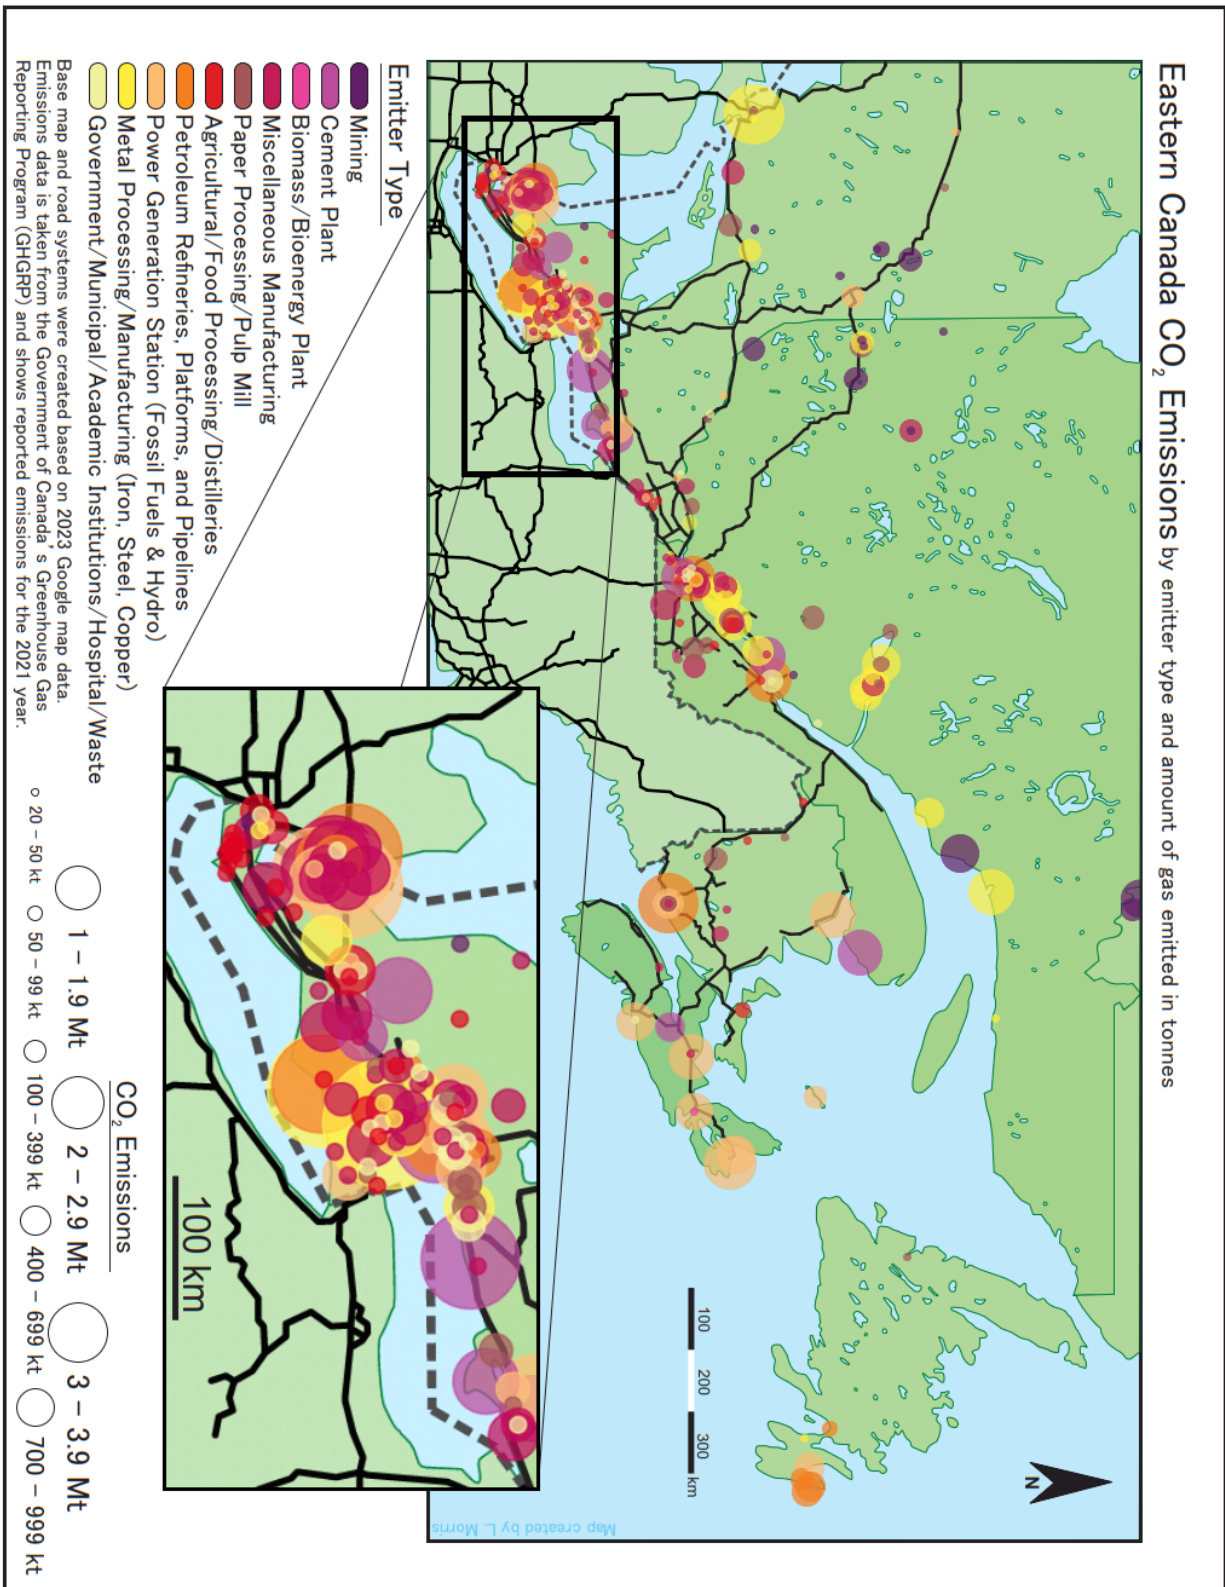 Eastern Canada CO₂ Emissions by emitter type and amount of gas emitted in tonnes
N
100 200 300 km
Map created by L. Morris
Emitter Type
Mining
Cement Plant
Biomass/Bioenergy Plant
Miscellaneous Manufacturing
Paper Processing/Pulp Mill
Agricultural/Food Processing/Distilleries
Petroleum Refineries, Platforms, and Pipelines
Power Generation Station (Fossil Fuels & Hydro)
Metal Processing/Manufacturing (Iron, Steel, Copper)
Government/Municipal/Academic Institutions/Hospital/Waste
Base map and road systems were created based on 2023 Google map data.
Emissions data is taken from the Government of Canada's Greenhouse Gas
Reporting Program (GHGRP) and shows reported emissions for the 2021 year.
100 km
CO₂ Emissions
1 – 1.9 Mt 2 – 2.9 Mt 3 – 3.9 Mt
20 – 50 kt 50 – 99 kt 100 – 399 kt 400 – 699 kt 700 – 999 kt